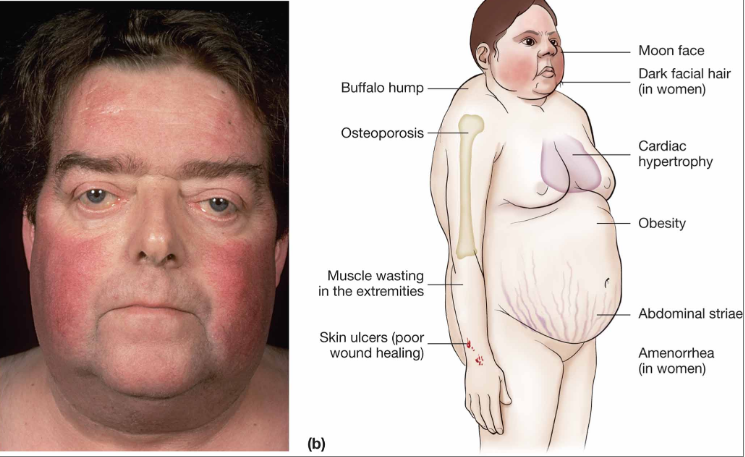 Moon face
Dark facial hair
(in women)
Buffalo hump
Osteoporosis
Cardiac
hypertrophy
Obesity
Muscle wasting
in the extremities
Abdominal striae
Skin ulcers (poor
wound healing)
Amenorrhea
(in women)
(b)